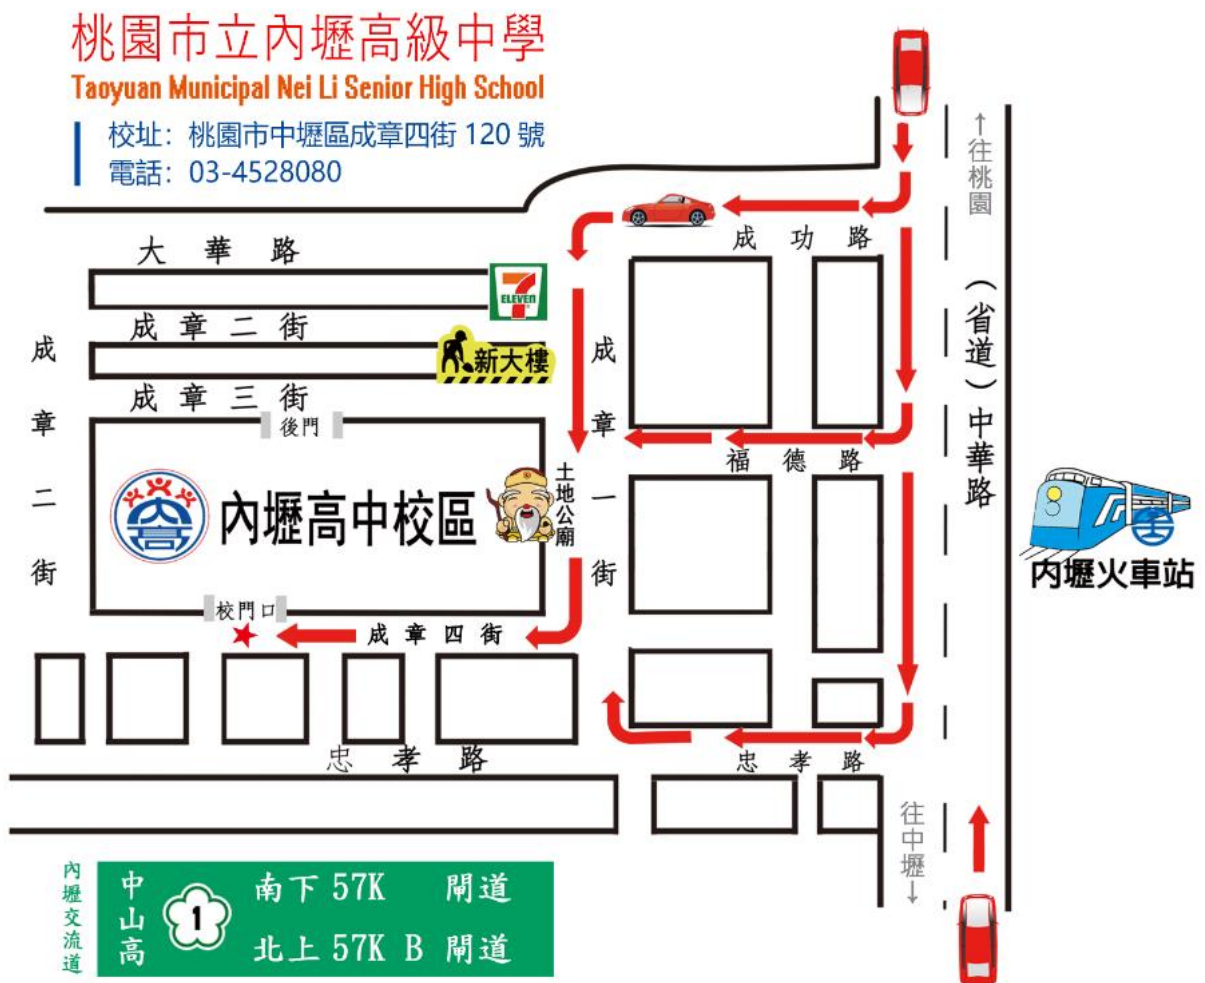 桃園市立內壢高級中學
Taoyuan Municipal Nei Li Senior High School
校址：桃園市中壢區成章四街 120 號
電話：03-4528080
↑往桃園
成功路
大華路
7
ELEVEN
成章二街
新大樓
成章三街
成章二街
成章一街
（省道）中華路
後門
福德路
內壢高中校區
土地公廟
内壢火車站
校門口
成章四街
忠孝路
忠孝路
往中壢↓
內壢交流道
中山高
1
南下 57K 閘道
北上 57K B 閘道